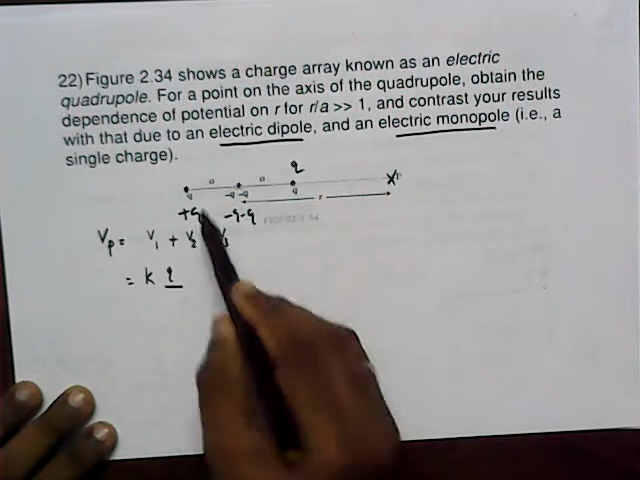 22) Figure 2.34 shows a charge array known as an electric
quadrupole. For a point on the axis of the quadrupole, obtain the
dependence of potential on r for r/a >> 1, and contrast your results
with that due to an electric dipole, and an electric monopole (i.e., a
single charge).
q
a a P
q -q -q q r
+q -q-q
Vp = V1 + V2
= K q